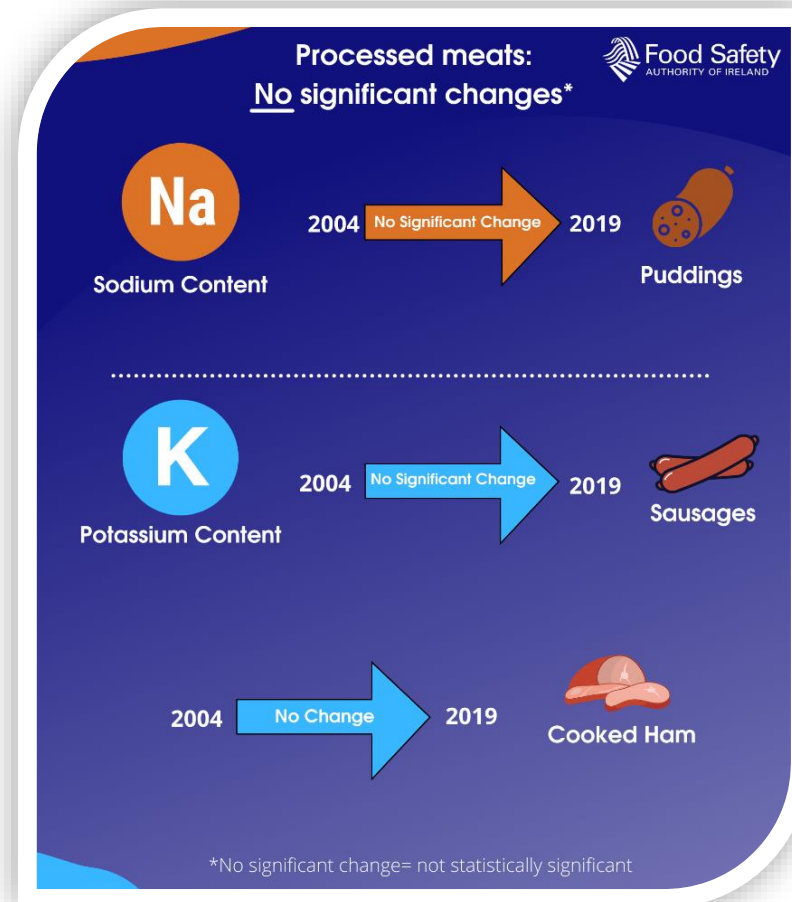 Processed meats:
No significant changes*
Food Safety
AUTHORITY OF IRELAND
Na
Sodium Content
2004
No Significant Change
2019
Puddings
K
Potassium Content
2004
No Significant Change
2019
Sausages
2004
No Change
2019
Cooked Ham
*No significant change= not statistically significant